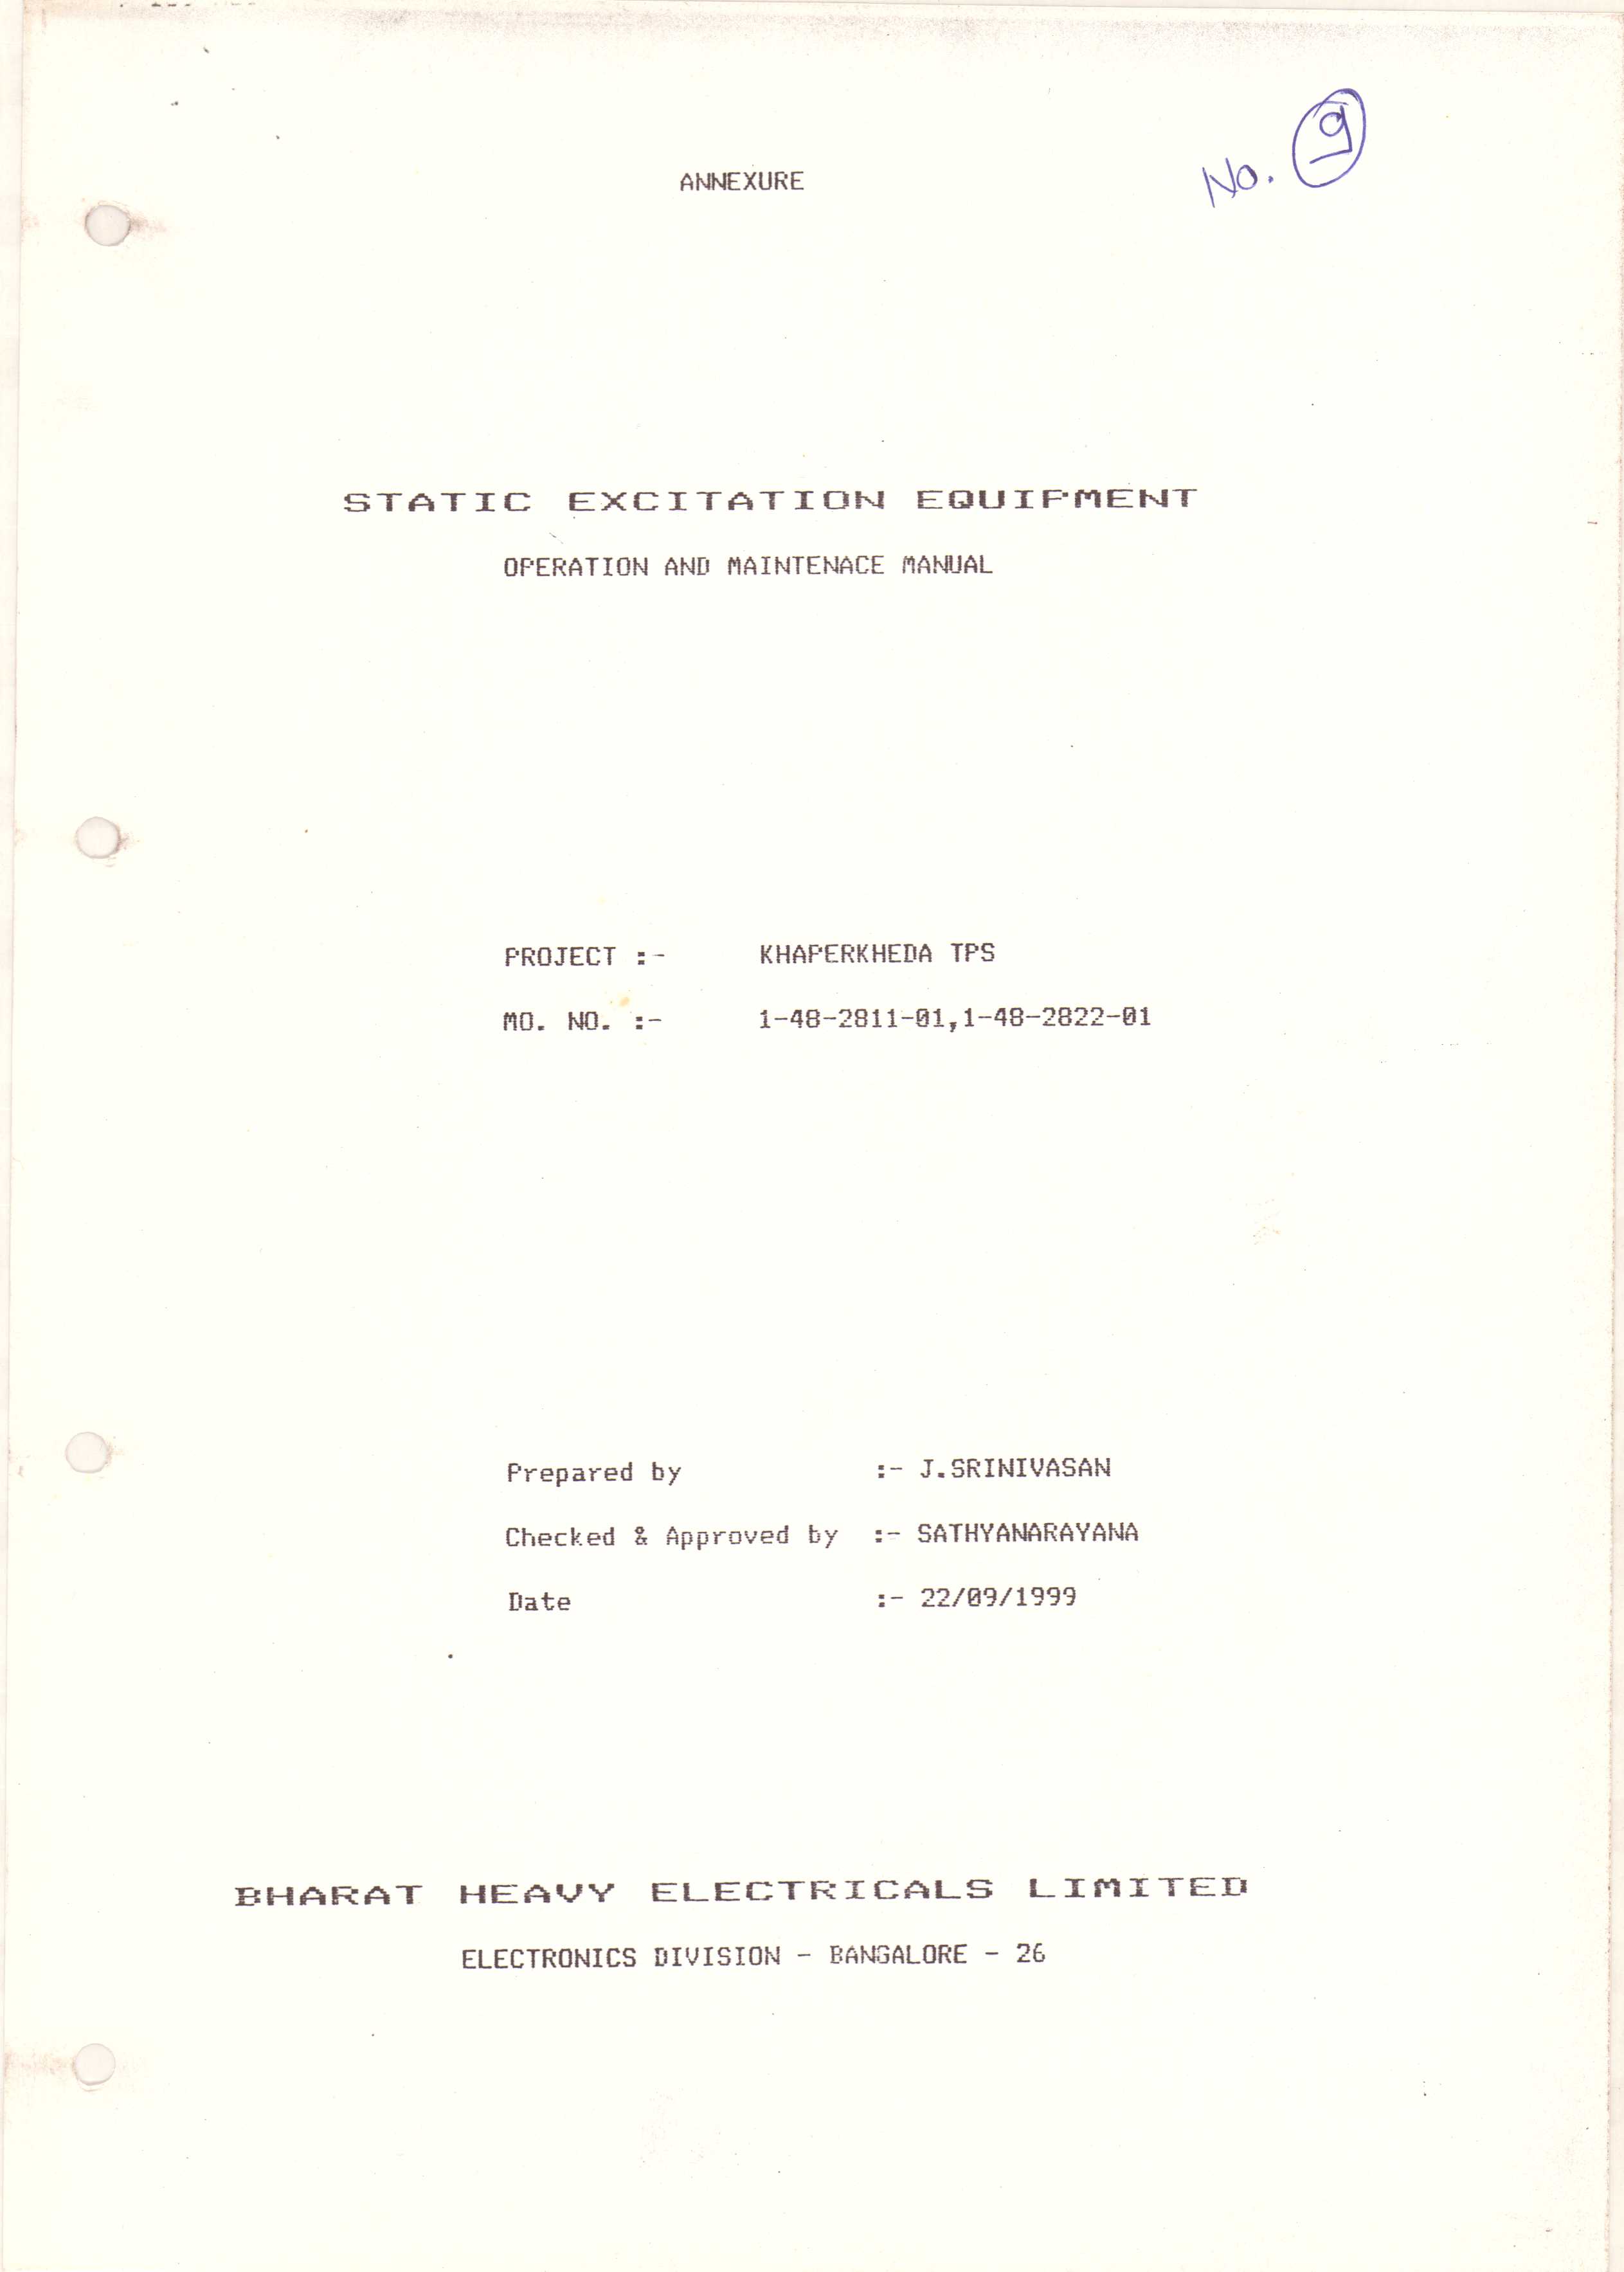 No. 9
ANNEXURE
STATIC EXCITATION EQUIPMENT
OPERATION AND MAINTENACE MANUAL
PROJECT :- KHAPERKHEDA TPS
MO. NO. :- 1-48-2811-01,1-48-2822-01
Prepared by :- J.SRINIVASAN
Checked & Approved by :- SATHYANARAYANA
Date :- 22/09/1999
BHARAT HEAVY ELECTRICALS LIMITED
ELECTRONICS DIVISION - BANGALORE - 26